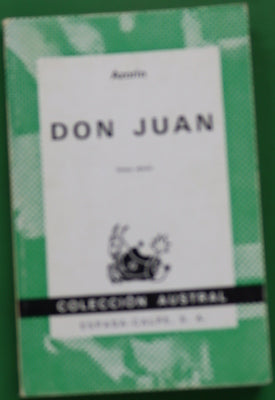 Azorín
DON JUAN
COLECCIÓN AUSTRAL
ESPASA-CALPE, S. A.